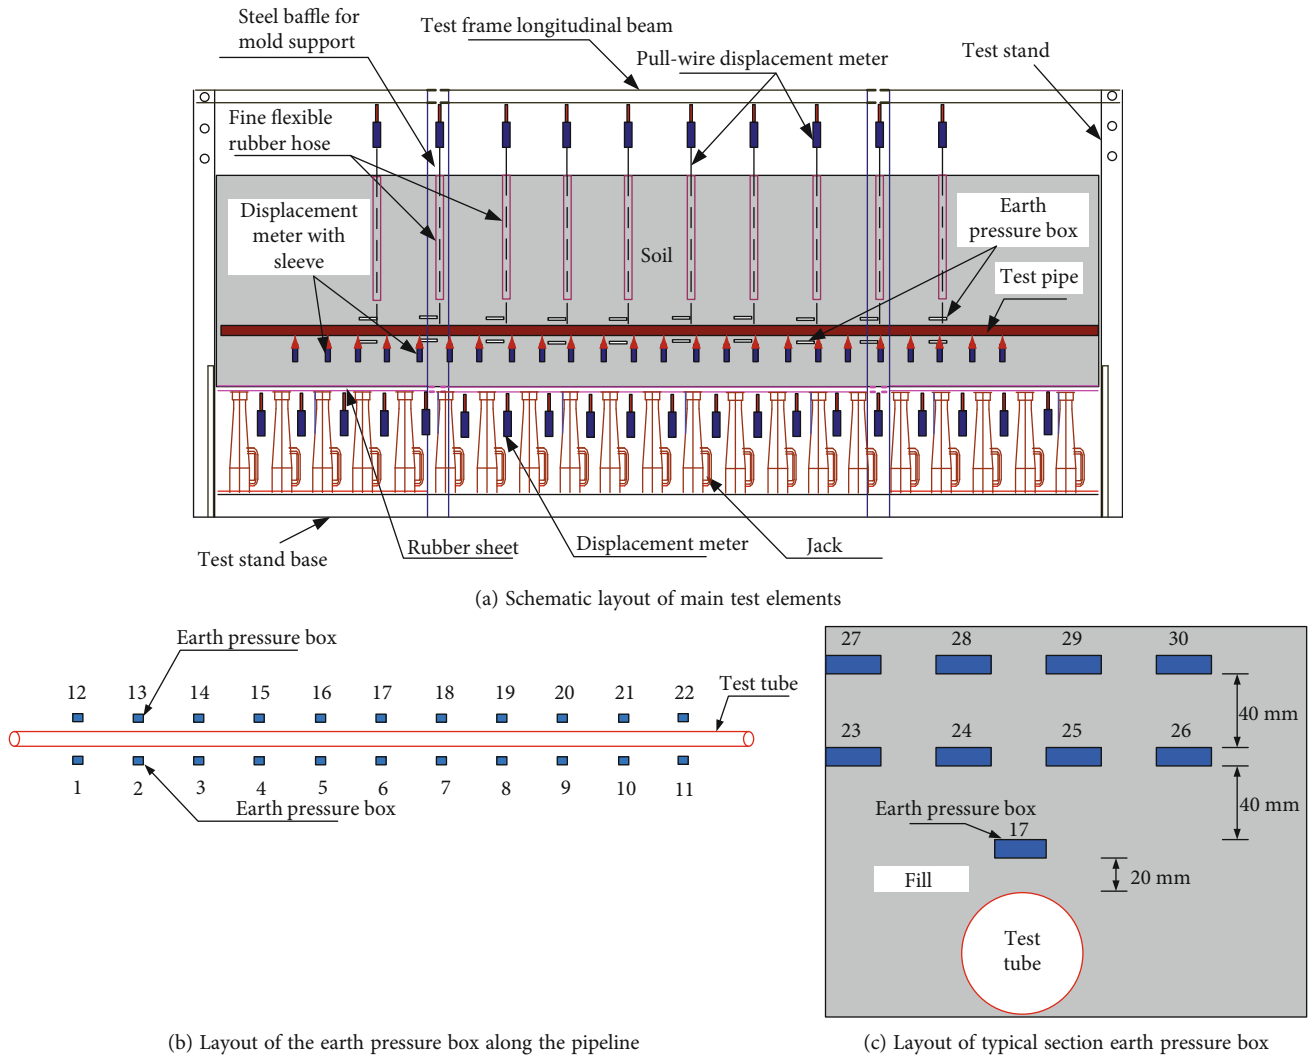 Steel baffle for
mold support
Test frame longitudinal beam
Pull-wire displacement meter
Test stand
Fine flexible
rubber hose
Displacement
meter with
sleeve
Soil
Earth
pressure box
Test pipe
Test stand base
Rubber sheet
Displacement meter
Jack
(a) Schematic layout of main test elements
Earth pressure box
Test tube
12 13 14 15 16 17 18 19 20 21 22
1 2 3 4 5 6 7 8 9 10 11
Earth pressure box
(b) Layout of the earth pressure box along the pipeline
27 28 29 30
40 mm
23 24 25 26
40 mm
Earth pressure box
17
20 mm
Fill
Test
tube
(c) Layout of typical section earth pressure box